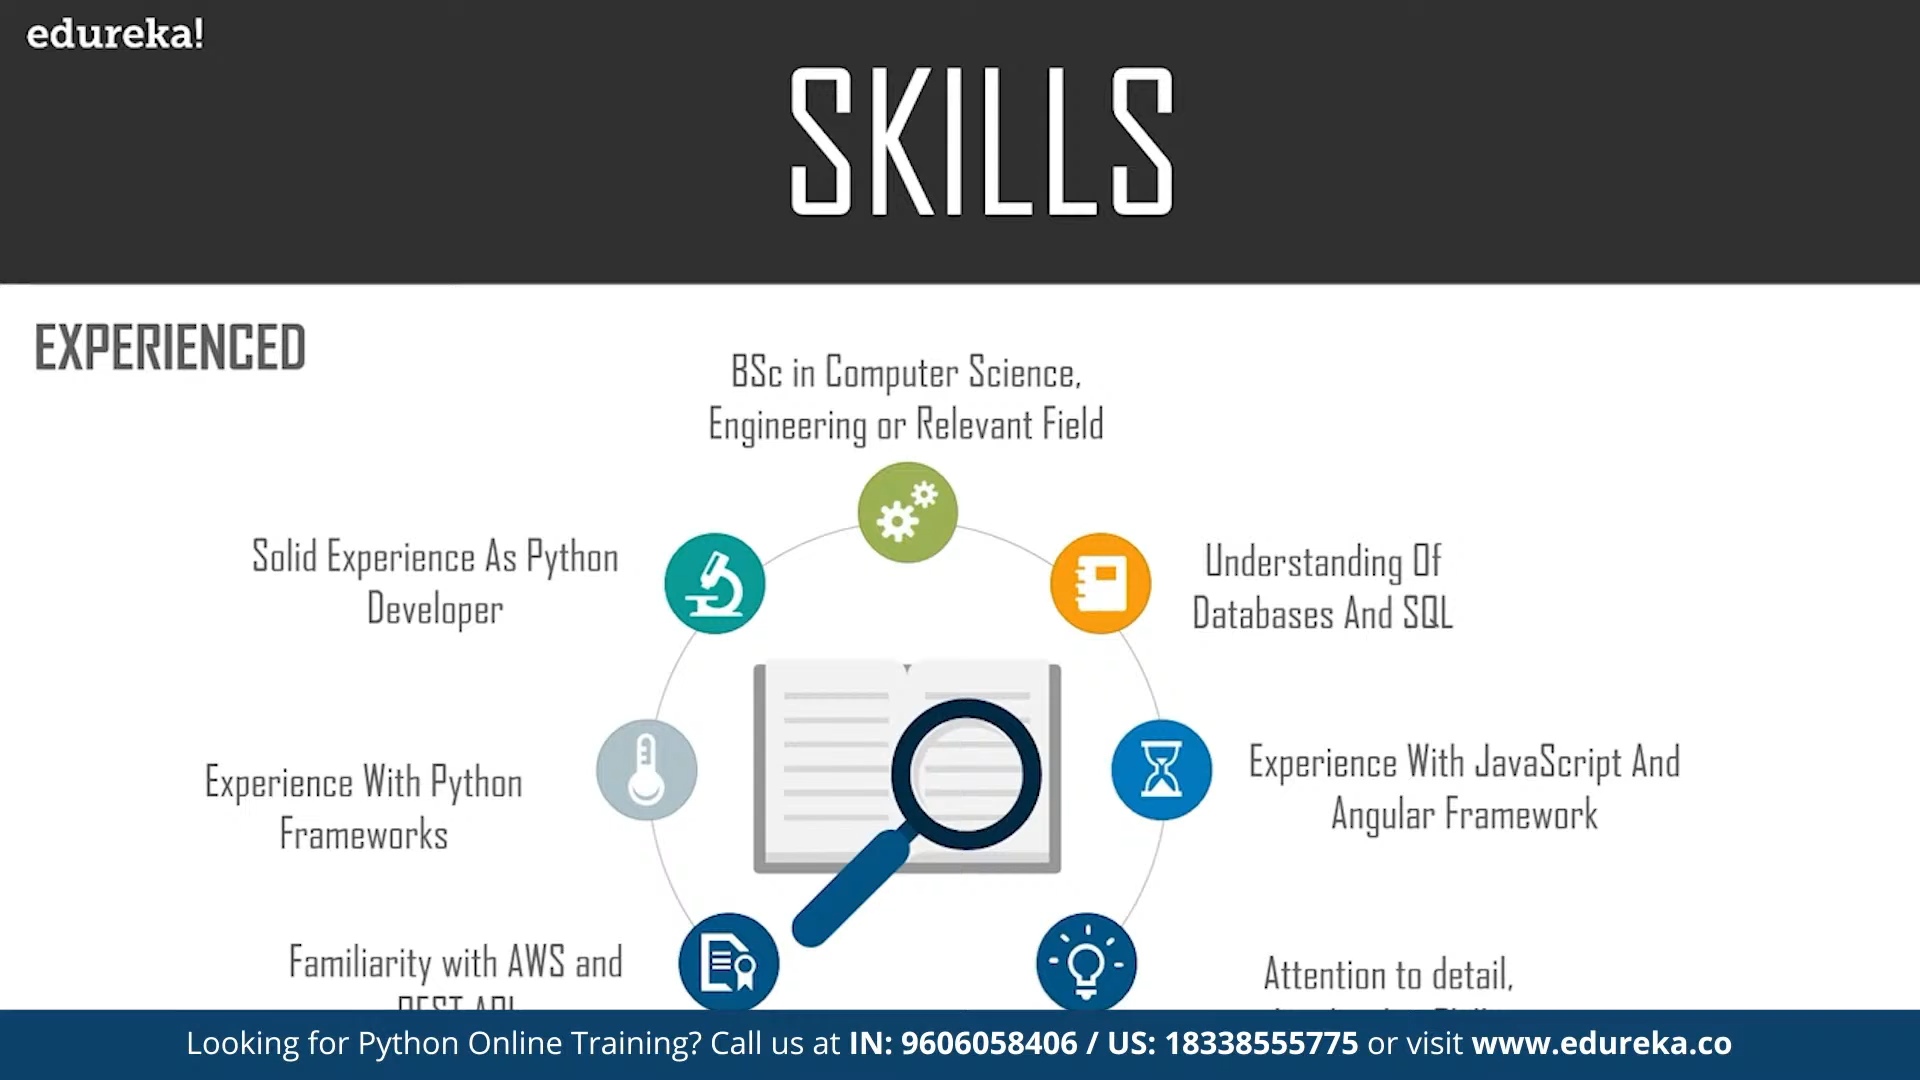 edureka!
SKILLS
EXPERIENCED
BSc in Computer Science,
Engineering or Relevant Field
Solid Experience As Python
Developer
Understanding Of
Databases And SQL
Experience With Python
Frameworks
Experience With JavaScript And
Angular Framework
Familiarity with AWS and
REST API
Attention to detail,
Looking for Python Online Training? Call us at IN: 9606058406 / US: 18338555775 or visit www.edureka.co